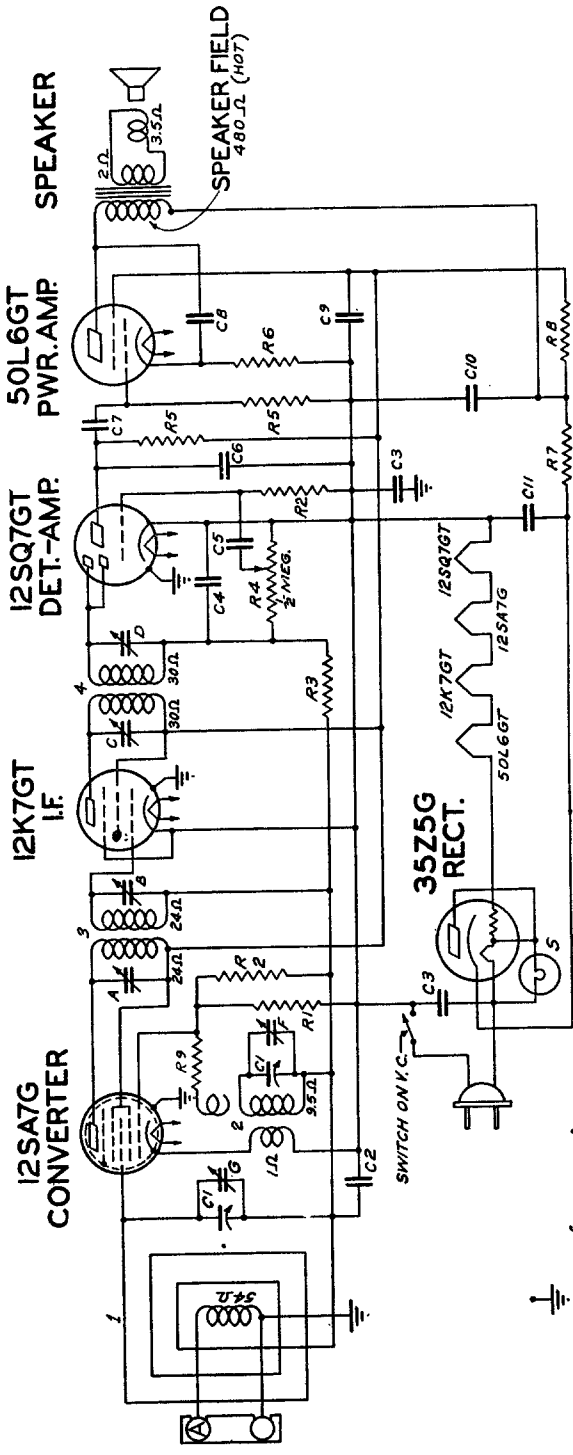 12SA7G
CONVERTER
12K7GT
I.F.
12SQ7GT
DET.-AMP.
50L6GT
PWR. AMP.
SPEAKER
SPEAKER FIELD
480 Ω (HOT)
1
A
54Ω
C1
G
C2
1Ω
2
9.5Ω
C1
F
R9
R1
R2
A
3
24Ω
24Ω
B
C
4
30Ω
30Ω
D
R3
C4
R4
½ MEG.
C5
R2
C3
C6
R5
C7
R5
R6
C8
C9
2Ω
3.5Ω
C10
R8
R7
C11
SWITCH ON V.C.
C3
S
35Z5G
RECT.
50L6GT
12K7GT
12SA7G
12SQ7GT